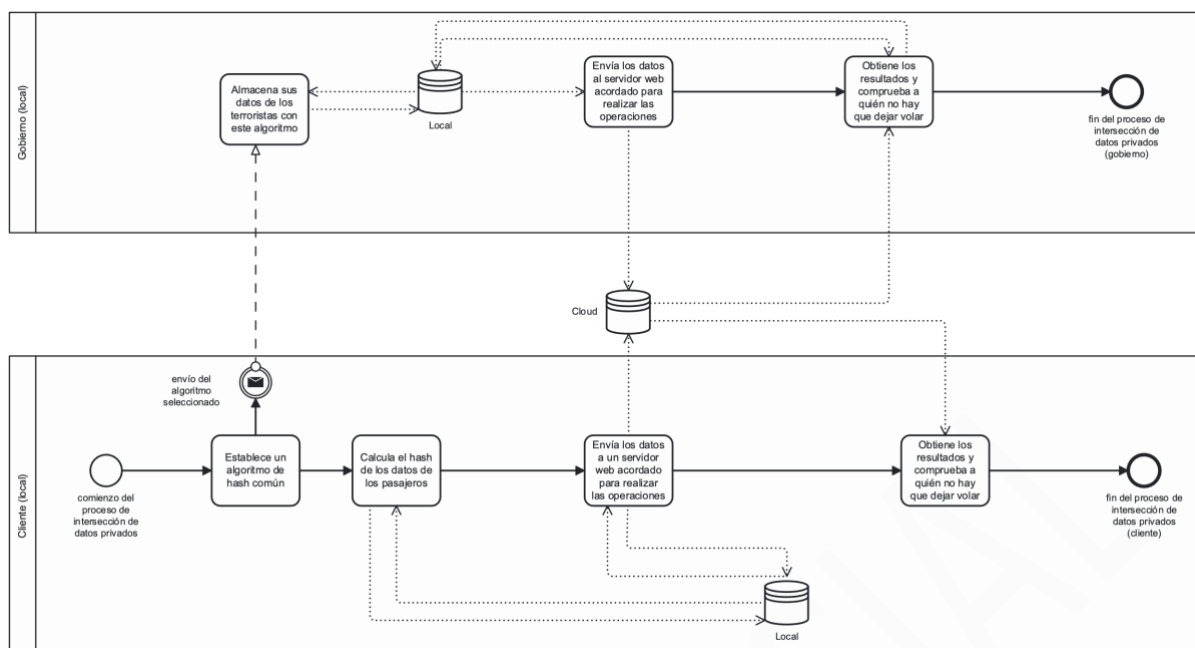 Gobierno (local)
Almacena sus
datos de los
terroristas con
este algoritmo
Local
Envía los datos
al servidor web
acordado para
realizar las
operaciones
Obtiene los
resultados y
comprueba a
quién no hay
que dejar volar
fin del proceso de
intersección de
datos privados
(gobierno)
Cloud
Cliente (local)
envío del
algoritmo
seleccionado
comienzo del
proceso de
intersección de
datos privados
Establece un
algoritmo de
hash común
Calcula el hash
de los datos de
los pasajeros
Envía los datos
a un servidor
web acordado
para realizar
las operaciones
Obtiene los
resultados y
comprueba a
quién no hay
que dejar volar
fin del proceso de
intersección de
datos privados
(cliente)
Local